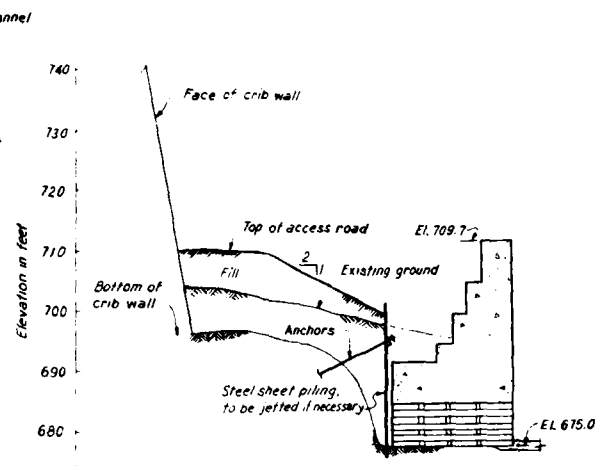 annel
740
Face of crib wall
730
720
Elevation in feet
Top of access road
El. 709.7
710
2
1
Existing ground
Fill
Bottom of
crib wall
700
Anchors
690
Steel sheet piling,
to be jetted if necessary
680
EL 675.0